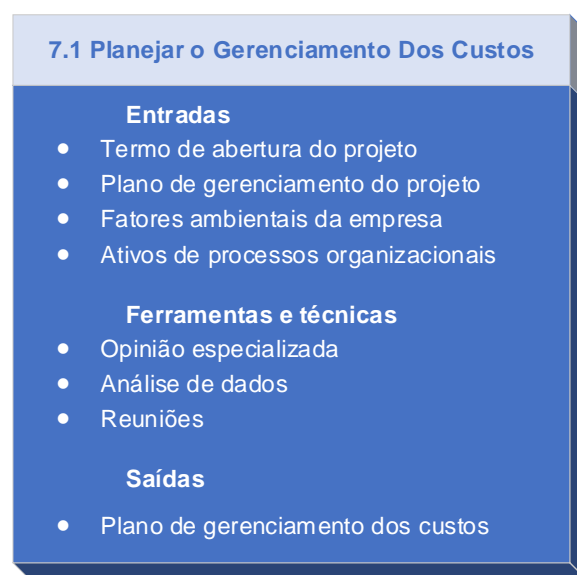 7.1 Planejar o Gerenciamento Dos Custos
Entradas
• Termo de abertura do projeto
• Plano de gerenciamento do projeto
• Fatores ambientais da empresa
• Ativos de processos organizacionais
Ferramentas e técnicas
• Opinião especializada
• Análise de dados
• Reuniões
Saídas
• Plano de gerenciamento dos custos